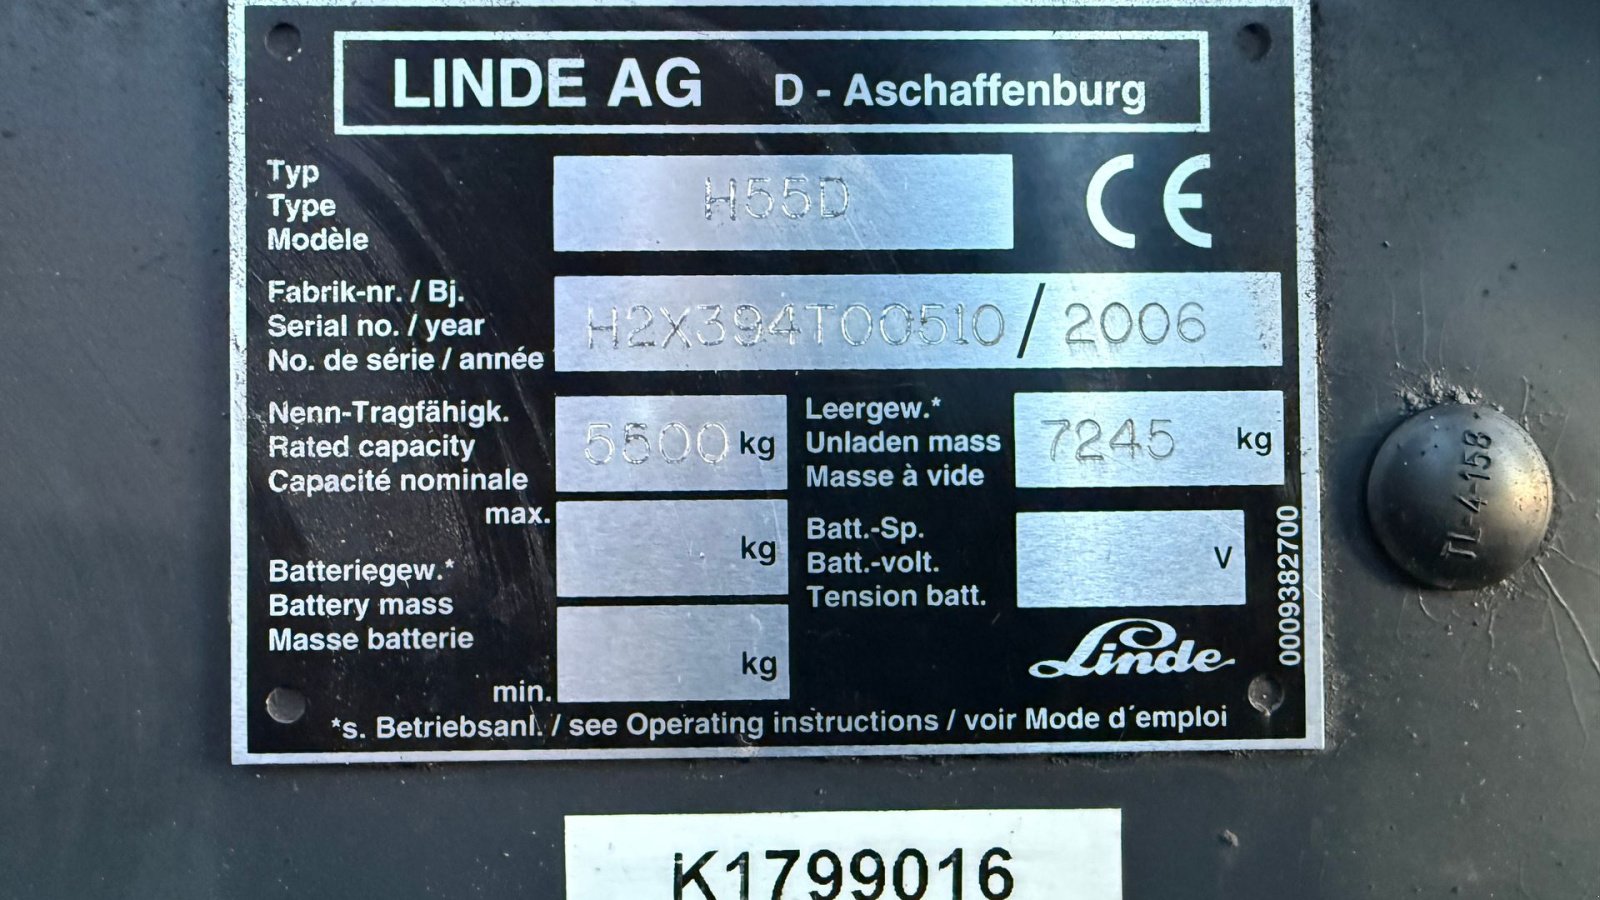 LINDE AG D - Aschaffenburg
Typ
Type
Modèle
H55D
CE
Fabrik-nr. / Bj.
Serial no. / year
No. de série / année
H2X394T00510 / 2006
Nenn-Tragfähigk.
Rated capacity
Capacité nominale
5500 kg
Leergew.*
Unladen mass
Masse à vide
7245 kg
max.
kg
Batteriegew.*
Battery mass
Masse batterie
min.
kg
Batt.-Sp.
Batt.-volt.
Tension batt.
V
Linde
0009382700
*s. Betriebsanl. / see Operating instructions / voir Mode d´emploi
TL-4-158
K1799016